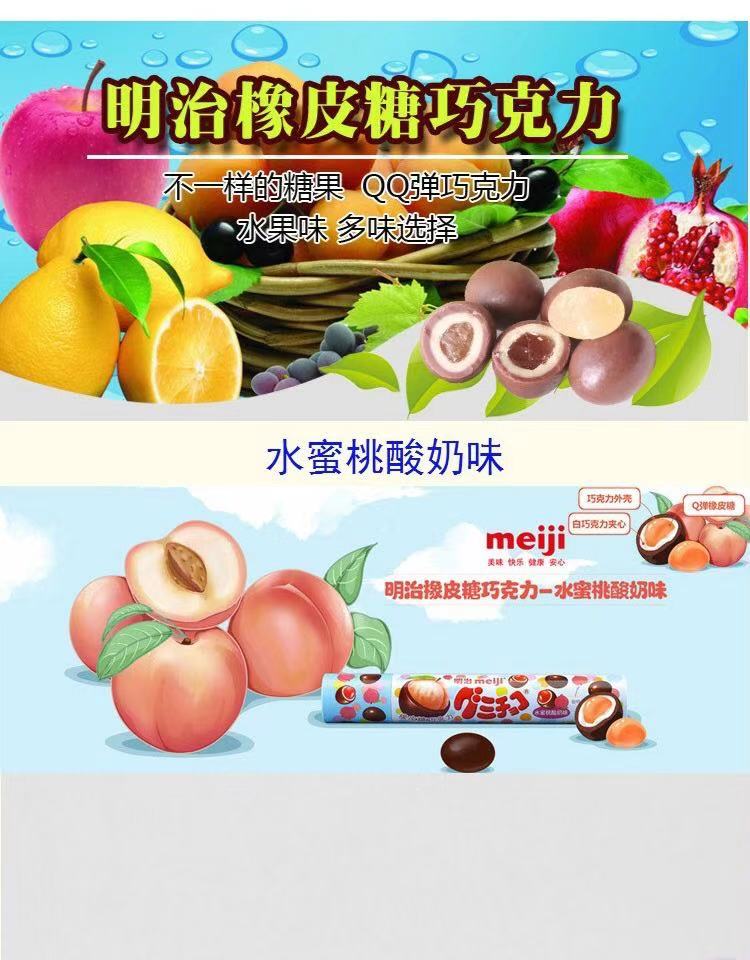 明治橡皮糖巧克力
不一样的糖果 QQ弹巧克力
水果味 多味选择
水蜜桃酸奶味
巧克力外壳
Q弹橡皮糖
白巧克力夹心
meiji
美味 快乐 健康 安心
明治橡皮糖巧克力-水蜜桃酸奶味
明治 meiji
グミチョコ
水蜜桃酸奶味